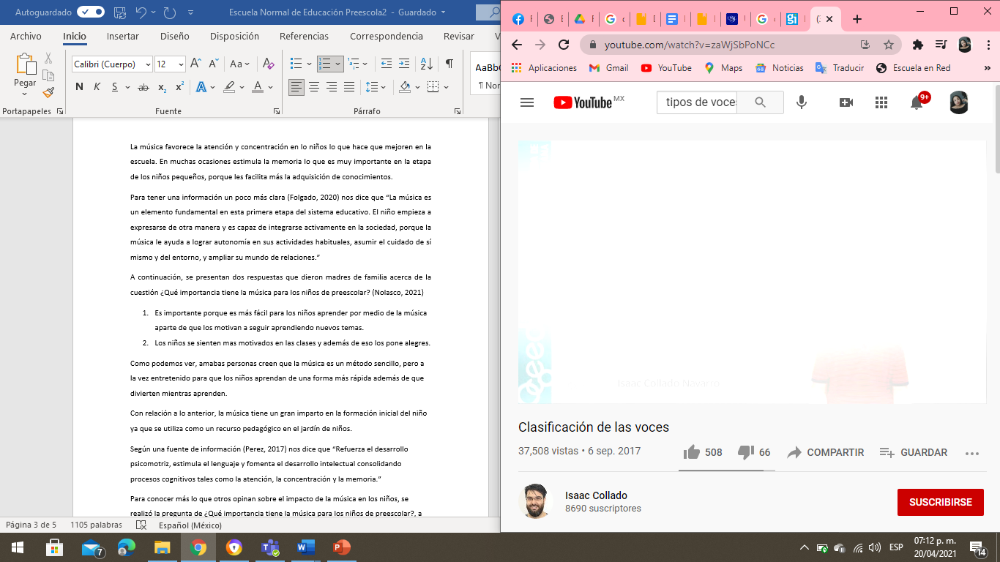 Autoguardado
Escuela Normal de Educación Preescola2 - Guardado
Archivo Inicio Insertar Diseño Disposición Referencias Correspondencia Revisar V
Calibri (Cuerpo) 12
Pegar
AaBbC
¶ Nor
Portapapeles Fuente Párrafo
La música favorece la atención y concentración en lo niños lo que hace que mejoren en la
escuela. En muchas ocasiones estimula la memoria lo que es muy importante en la etapa
de los niños pequeños, porque les facilita más la adquisición de conocimientos.
Para tener una información un poco más clara (Folgado, 2020) nos dice que “La música es
un elemento fundamental en esta primera etapa del sistema educativo. El niño empieza a
expresarse de otra manera y es capaz de integrarse activamente en la sociedad, porque la
música le ayuda a lograr autonomía en sus actividades habituales, asumir el cuidado de sí
mismo y del entorno, y ampliar su mundo de relaciones.”
A continuación, se presentan dos respuestas que dieron madres de familia acerca de la
cuestión ¿Qué importancia tiene la música para los niños de preescolar? (Nolasco, 2021)
1. Es importante porque es más fácil para los niños aprender por medio de la música
aparte de que los motivan a seguir aprendiendo nuevos temas.
2. Los niños se sienten mas motivados en las clases y además de eso los pone alegres.
Como podemos ver, amabas personas creen que la música es un método sencillo, pero a
la vez entretenido para que los niños aprendan de una forma más rápida además de que
divierten mientras aprenden.
Con relación a lo anterior, la música tiene un gran imparto en la formación inicial del niño
ya que se utiliza como un recurso pedagógico en el jardín de niños.
Según una fuente de información (Perez, 2017) nos dice que “Refuerza el desarrollo
psicomotriz, estimula el lenguaje y fomenta el desarrollo intelectual consolidando
procesos cognitivos tales como la atención, la concentración y la memoria.”
Para conocer más lo que otros opinan sobre el impacto de la música en los niños, se
realizó la pregunta de ¿Qué importancia tiene la música para los niños de preescolar?, a
Página 3 de 5 1105 palabras Español (México)
youtube.com/watch?v=zaWjSbPoNCc
Aplicaciones Gmail YouTube Maps Noticias Traducir Escuela en Red »
YouTube MX
tipos de voces
9+
Isaac Collado Navarro
Clasificación de las voces
37,508 vistas • 6 sep. 2017
508 66 COMPARTIR GUARDAR
Isaac Collado
8690 suscriptores
SUSCRIBIRSE
7
ESP
07:12 p. m.
20/04/2021
14